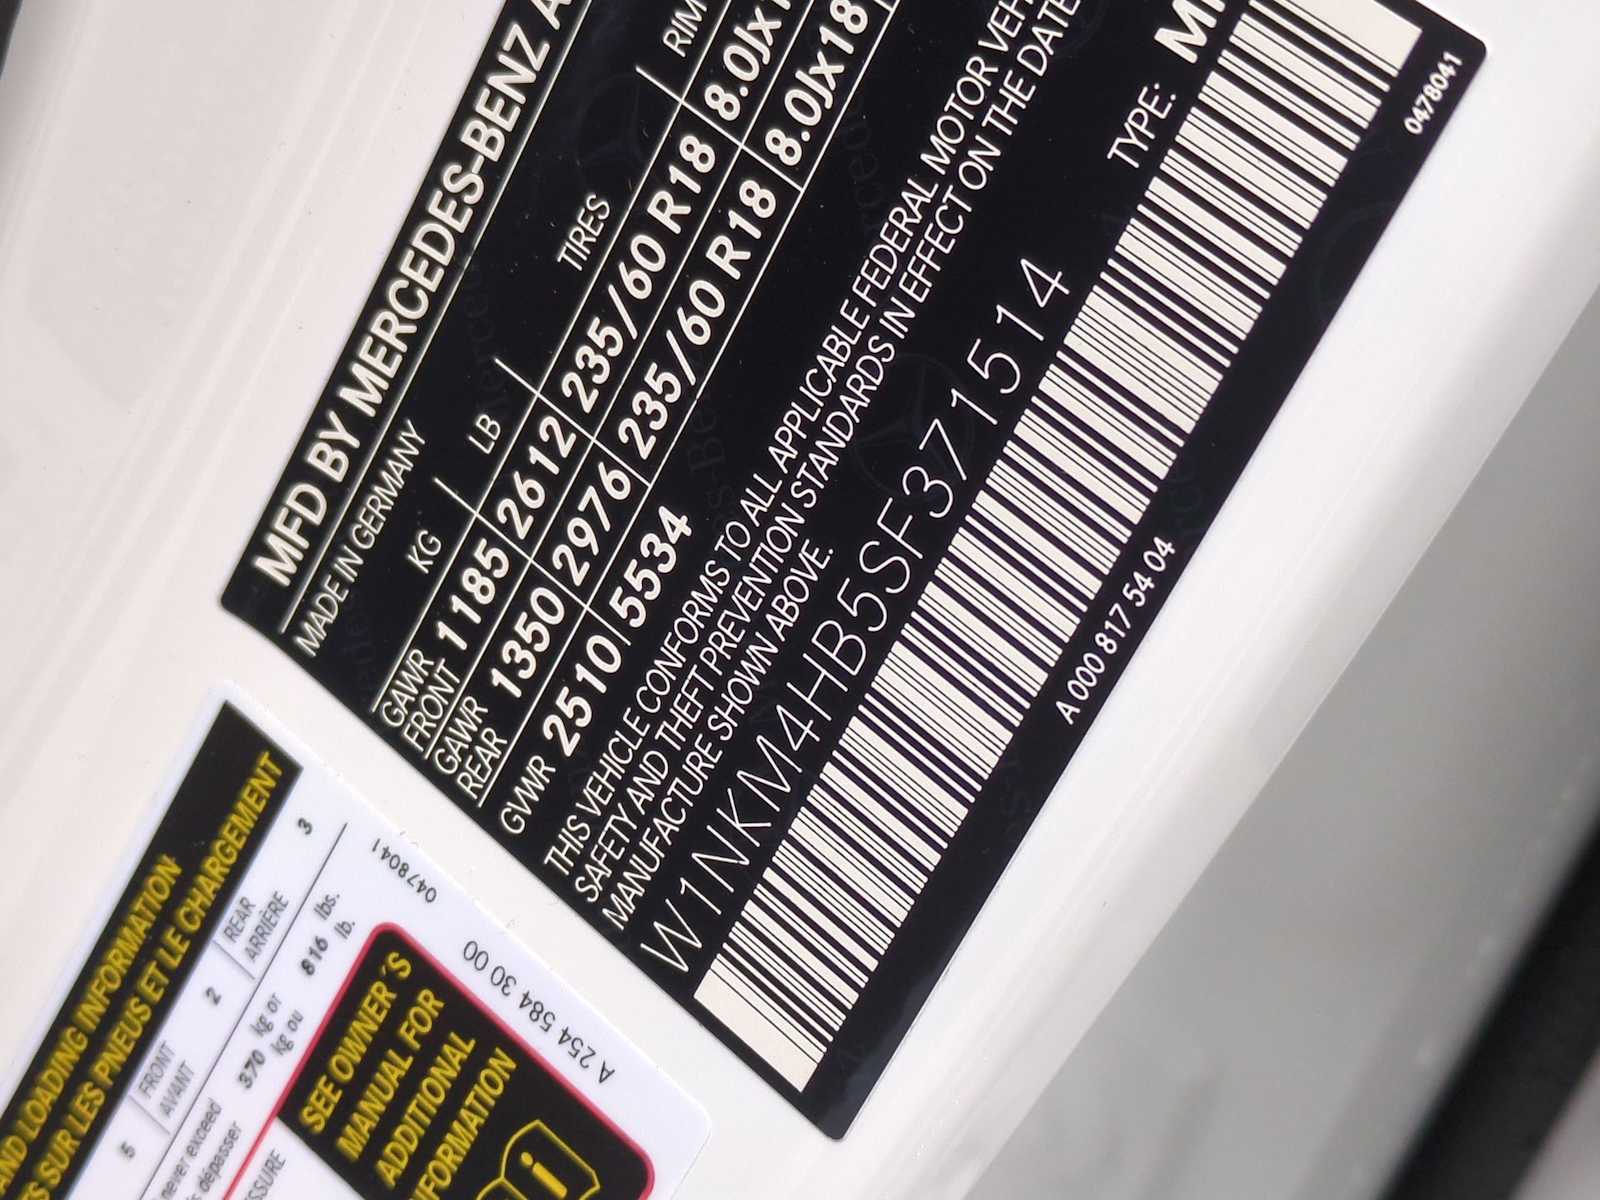 MFD BY MERCEDES-BENZ
MADE IN GERMANY
KG LB TIRES RIM
GAWR FRONT 1185 2612 235/60 R18 8.0Jx1
GAWR REAR 1350 2976 235/60 R18 8.0Jx18
GVWR 2510 5534
THIS VEHICLE CONFORMS TO ALL APPLICABLE FEDERAL MOTOR
SAFETY AND THEFT PREVENTION STANDARDS IN EFFECT ON THE DATE
MANUFACTURE SHOWN ABOVE.
W1NKM4HB5SF371514 TYPE:
A 000 817 54 04
0478041
AND LOADING INFORMATION
SUR LES PNEUS ET LE CHARGEMENT
5
FRONT
AVANT
2
REAR
ARRIÈRE
3
never exceed 370 kg or 816 lbs.
dépasser kg ou lb.
SEE OWNER'S
MANUAL FOR
ADDITIONAL
INFORMATION
i
0478041
A 254 584 30 00